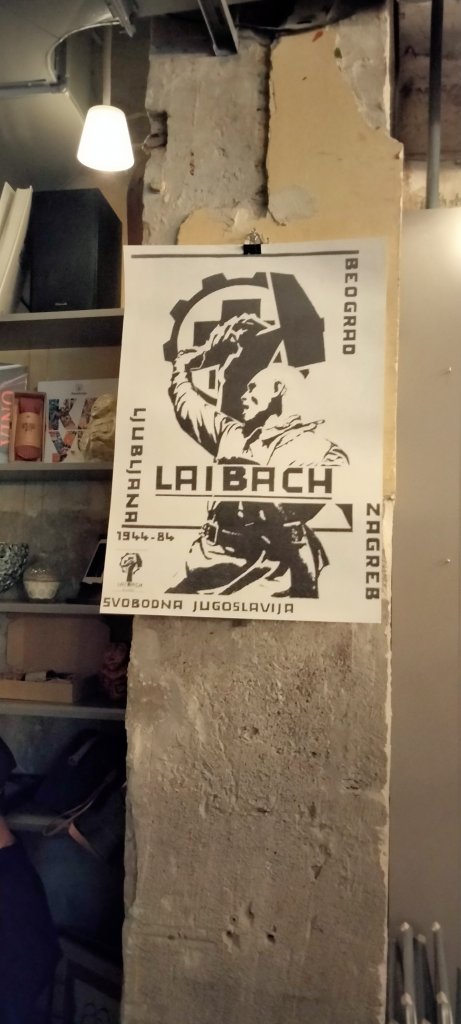 BEOGRAD
LJUBLJANA
LAIBACH
ZAGREB
1944-84
SVOBODNA JUGOSLAVIJA